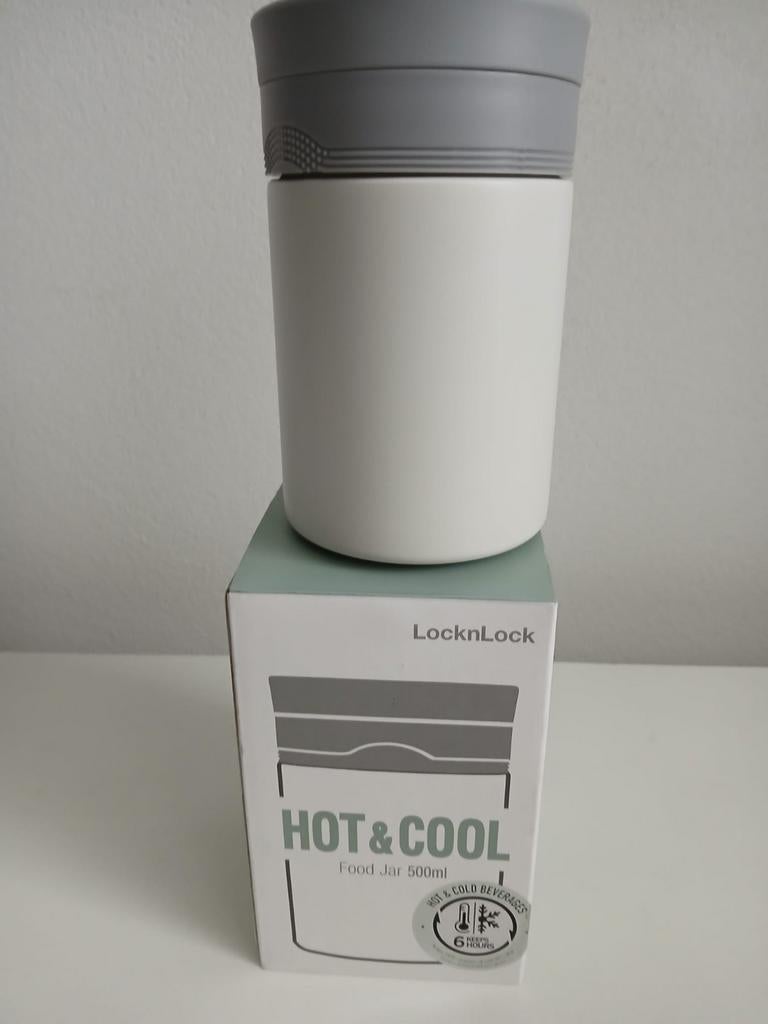 LocknLock
HOT & COOL
Food Jar 500ml
HOT & COLD BEVERAGES
6 KEEPS
HOURS